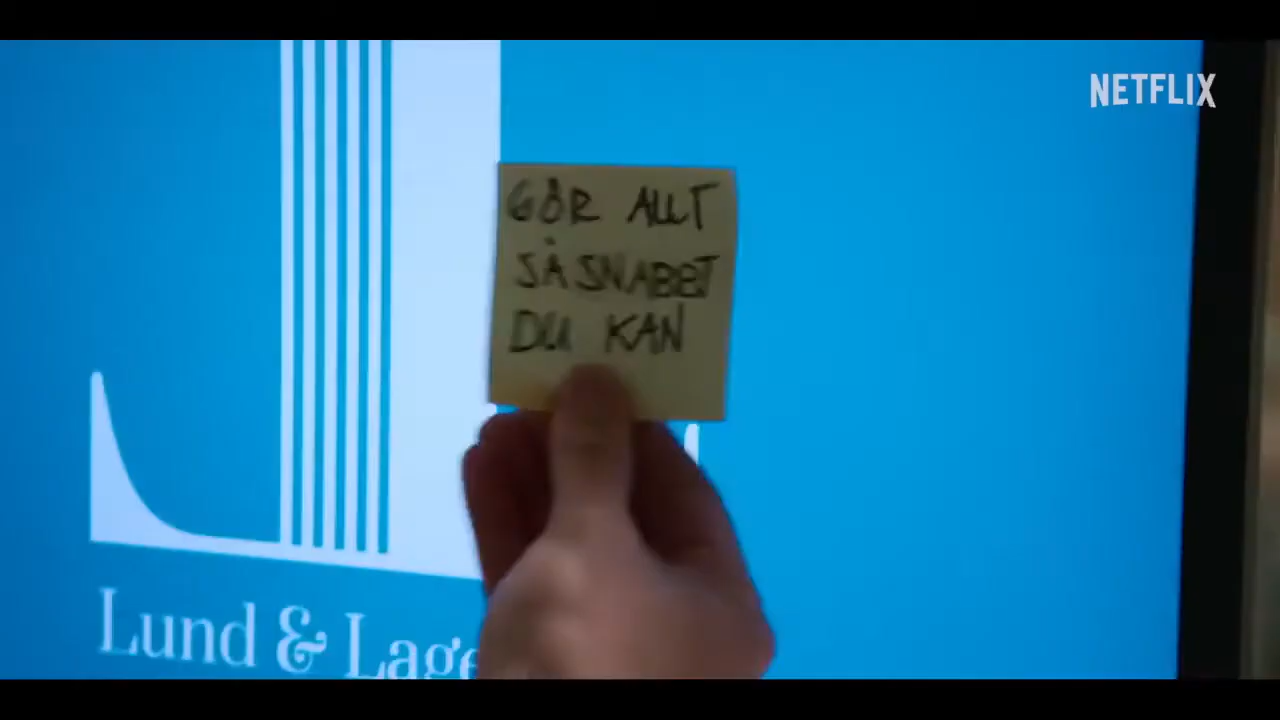 NETFLIX
GÖR ALLT
SÅ SNABBT
DU KAN
Lund & Lage